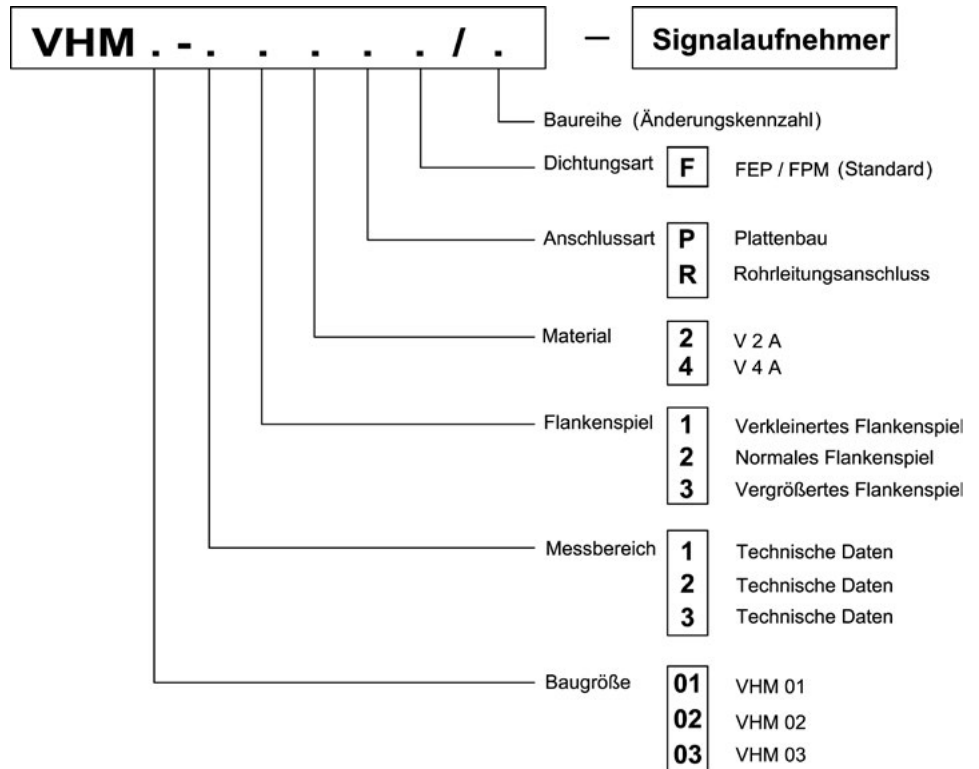 VHM . - . . . . . / . – Signalaufnehmer
Baureihe (Änderungskennzahl)
Dichtungsart F FEP / FPM (Standard)
Anschlussart P Plattenbau
R Rohrleitungsanschluss
Material 2 V 2 A
4 V 4 A
Flankenspiel 1 Verkleinertes Flankenspiel
2 Normales Flankenspiel
3 Vergrößertes Flankenspiel
Messbereich 1 Technische Daten
2 Technische Daten
3 Technische Daten
Baugröße 01 VHM 01
02 VHM 02
03 VHM 03